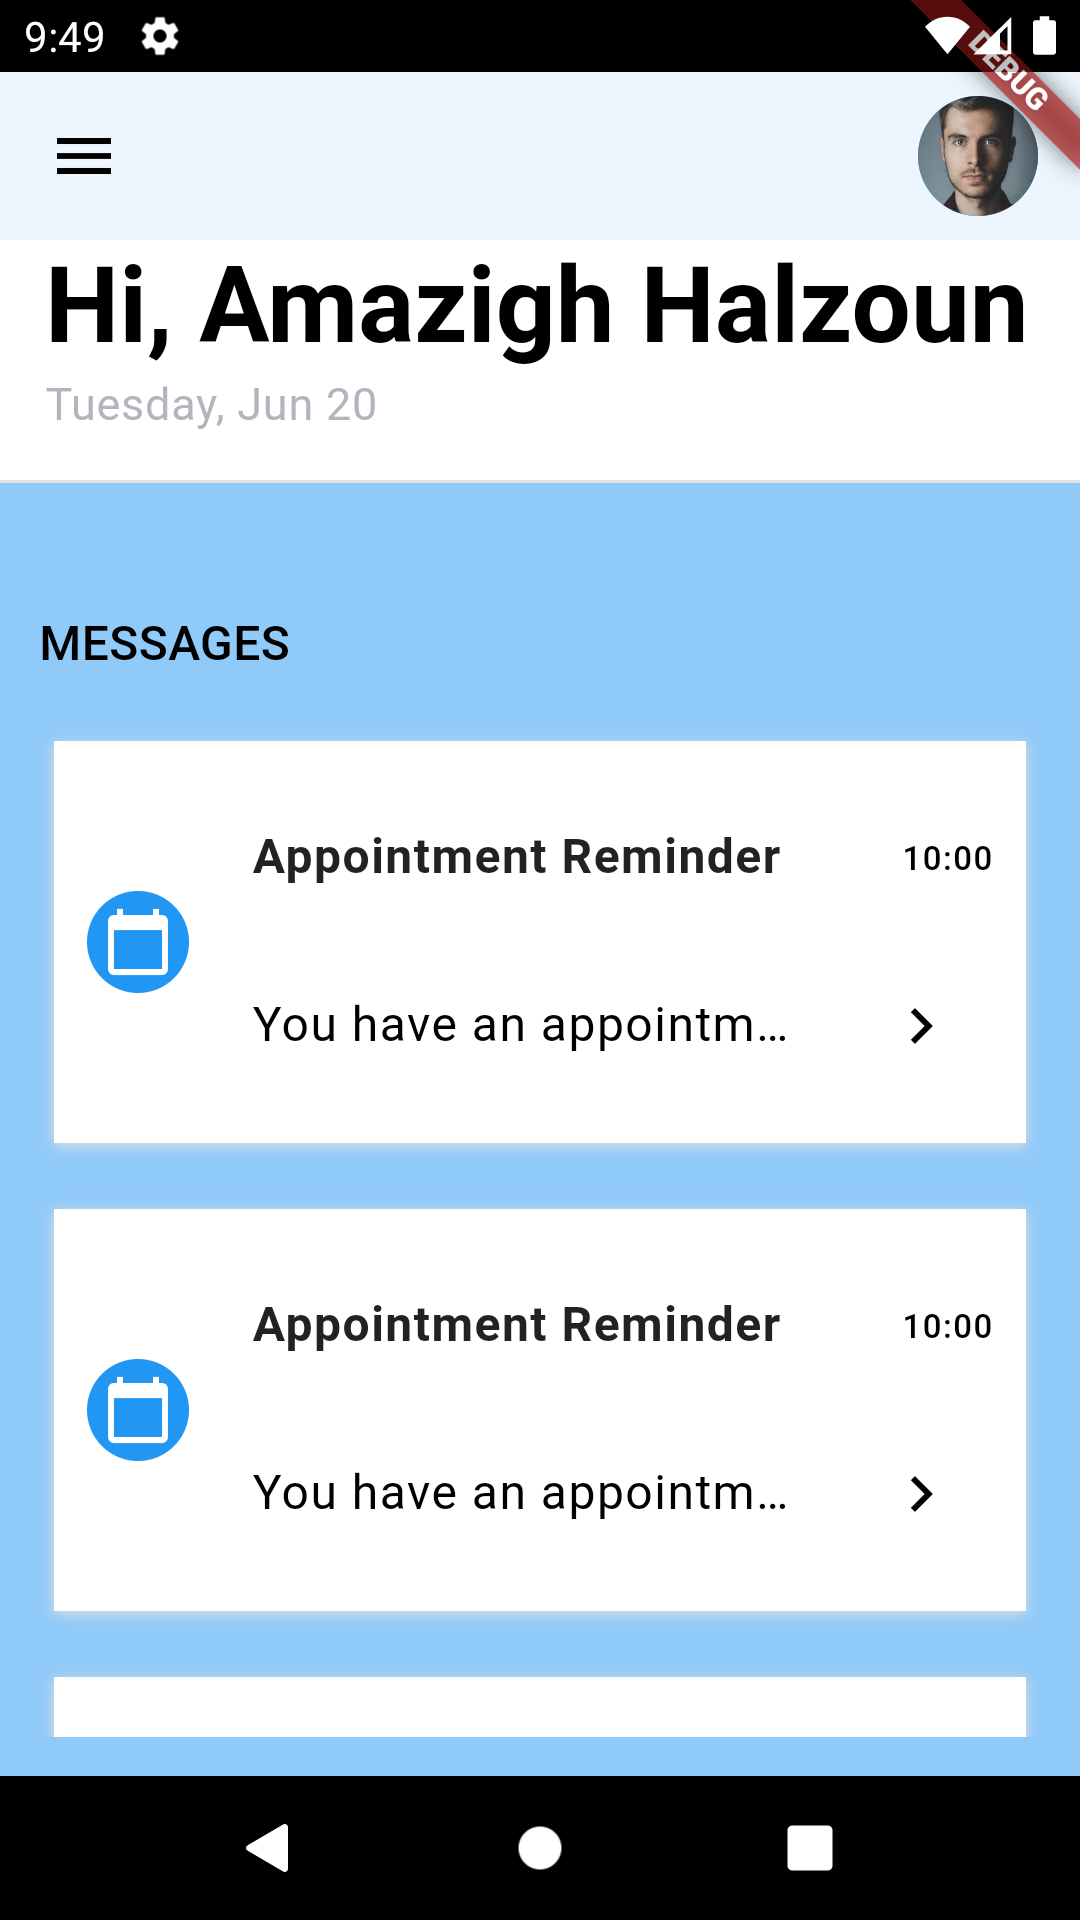 9:49
DEBUG
Hi, Amazigh Halzoun
Tuesday, Jun 20
MESSAGES
Appointment Reminder 10:00
You have an appointm...
Appointment Reminder 10:00
You have an appointm...